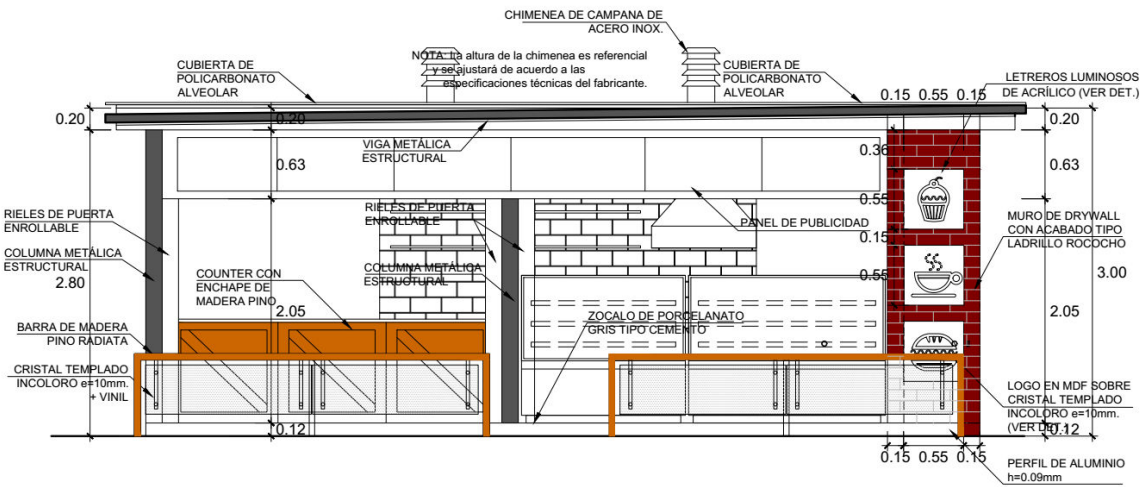 CHIMENEA DE CAMPANA DE
ACERO INOX.
NOTA: La altura de la chimenea es referencial
y se ajustará de acuerdo a las
especificaciones técnicas del fabricante.
CUBIERTA DE
POLICARBONATO
ALVEOLAR
CUBIERTA DE
POLICARBONATO
ALVEOLAR
LETREROS LUMINOSOS
DE ACRÍLICO (VER DET.)
0.15 0.55 0.15
0.20
0.20
0.20
VIGA METÁLICA
ESTRUCTURAL
0.63
0.36
0.63
RIELES DE PUERTA
ENROLLABLE
RIELES DE PUERTA
ENROLLABLE
0.55
PANEL DE PUBLICIDAD
MURO DE DRYWALL
CON ACABADO TIPO
LADRILLO ROCOCHO
0.15
COLUMNA METÁLICA
ESTRUCTURAL
2.80
COUNTER CON
ENCHAPE DE
MADERA PINO
COLUMNA METÁLICA
ESTRUCTURAL
0.55
3.00
2.05
ZOCALO DE PORCELANATO
GRIS TIPO CEMENTO
2.05
BARRA DE MADERA
PINO RADIATA
CRISTAL TEMPLADO
INCOLORO e=10mm.
+ VINIL
LOGO EN MDF SOBRE
CRISTAL TEMPLADO
INCOLORO e=10mm.
(VER DET.)
0.12
0.12
0.15 0.55 0.15
PERFIL DE ALUMINIO
h=0.09mm